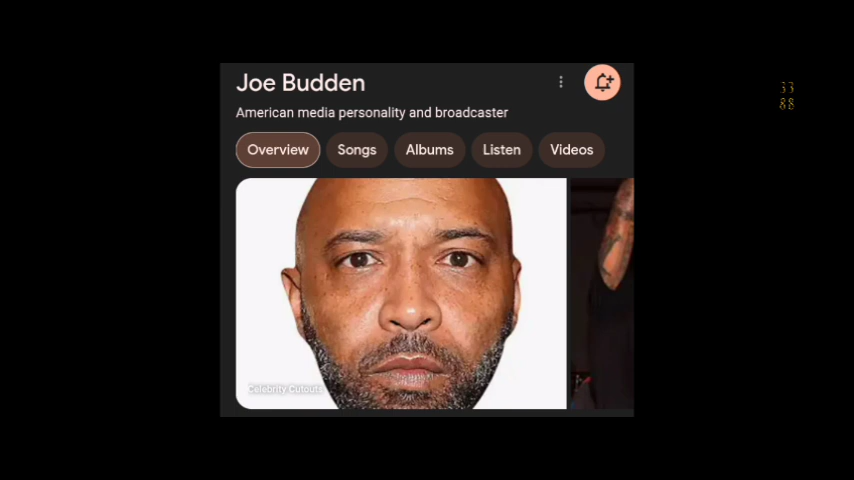 Joe Budden
American media personality and broadcaster
Overview Songs Albums Listen Videos
Celebrity Cutouts
33
88